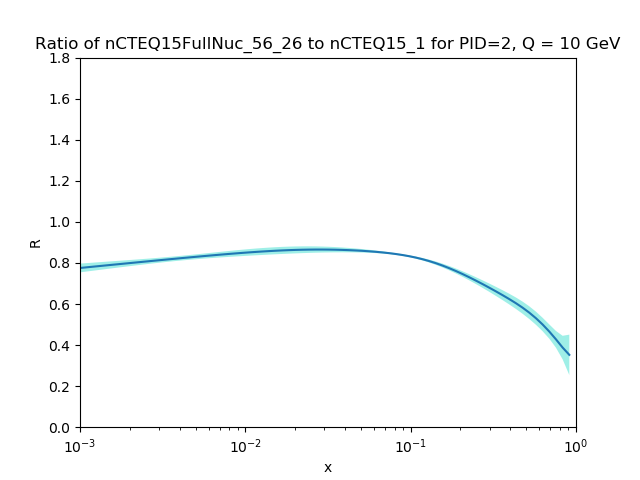 Ratio of nCTEQ15FullNuc_56_26 to nCTEQ15_1 for PID=2, Q = 10 GeV
1.8
1.6
1.4
1.2
1.0
0.8
0.6
0.4
0.2
0.0
R
10⁻³ 10⁻² 10⁻¹ 10⁰
x